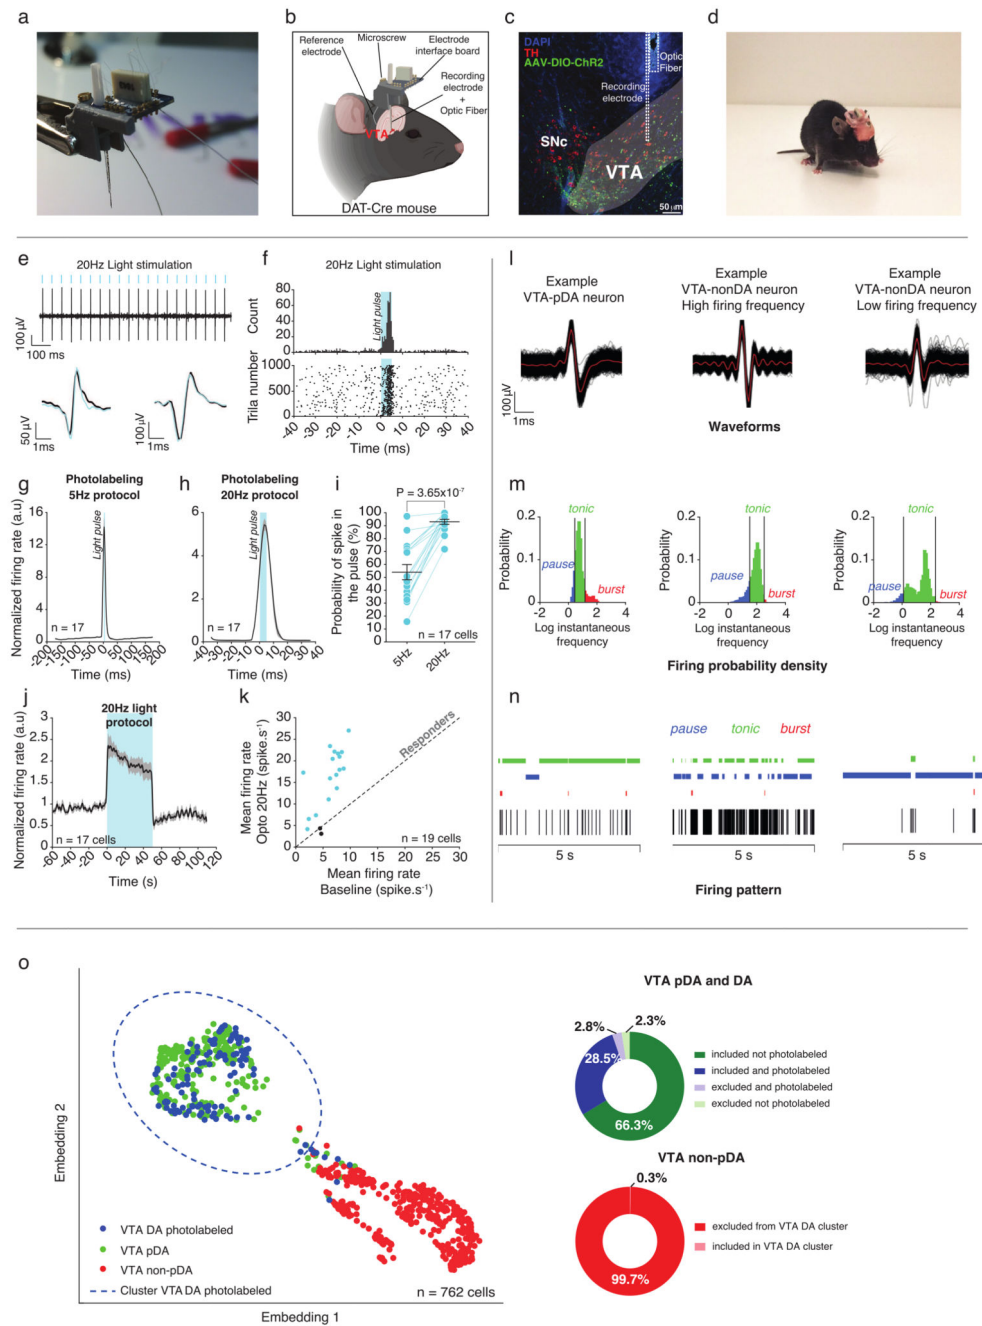 a
b
Reference
electrode
Microscrew
Electrode
interface board
Recording
electrode
+
Optic Fiber
VTA
DAT-Cre mouse
c
DAPI
TH
AAV-DIO-ChR2
Optic
Fiber
Recording
electrode
SNc
VTA
50 µm
d
e
20Hz Light stimulation
100 µV
100 ms
50 µV
1ms
100 µV
1ms
f
20Hz Light stimulation
Light pulse
Count
80
60
40
20
0
Trila number
1000
500
0
-40 -30 -20 -10 0 10 20 30 40
Time (ms)
g
Photolabeling
5Hz protocol
Light pulse
Normalized firing rate (a.u)
16
12
8
4
0
n = 17
-200 -150 -100 -50 0 50 100 150 200
Time (ms)
h
Photolabeling
20Hz protocol
Light pulse
6
4
2
0
n = 17
-40 -30 -20 -10 0 10 20 30 40
Time (ms)
i
P = 3.65x10-7
Probability of spike in
the pulse (%)
100
90
80
70
60
50
40
30
20
10
0
n = 17 cells
5Hz
20Hz
j
20Hz light
protocol
Normalized firing rate (a.u)
3
2.5
2
1.5
1
0.5
0
n = 17 cells
-60 -40 -20 0 20 40 60 80 100 120
Time (s)
k
Mean firing rate
Opto 20Hz (spike.s-1)
30
25
20
15
10
5
0
Responders
n = 19 cells
0 5 10 15 20 25 30
Mean firing rate
Baseline (spike.s-1)
l
Example
VTA-pDA neuron
Example
VTA-nonDA neuron
High firing frequency
Example
VTA-nonDA neuron
Low firing frequency
100 µV
1ms
Waveforms
m
Probability
0.2
0.1
0
tonic
pause
burst
-2 0 2 4
Log instantaneous
frequency
Probability
0.2
0.1
0
tonic
pause
burst
-2 0 2 4
Log instantaneous
frequency
Probability
0.2
0.1
0
tonic
pause
burst
-2 0 2 4
Log instantaneous
frequency
Firing probability density
n
pause tonic burst
5 s
5 s
5 s
Firing pattern
o
Embedding 2
VTA DA photolabeled
VTA pDA
VTA non-pDA
Cluster VTA DA photolabeled
n = 762 cells
Embedding 1
VTA pDA and DA
2.8%
2.3%
28.5%
66.3%
included not photolabeled
included and photolabeled
excluded and photolabeled
excluded not photolabeled
VTA non-pDA
0.3%
99.7%
excluded from VTA DA cluster
included in VTA DA cluster